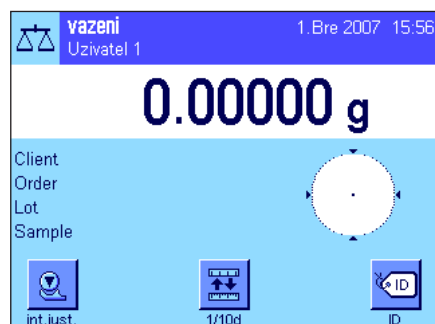 vazeni 1.Bre 2007 15:56
Uzivatel 1
0.00000 g
Client
Order
Lot
Sample
ID
int.just. 1/10d ID